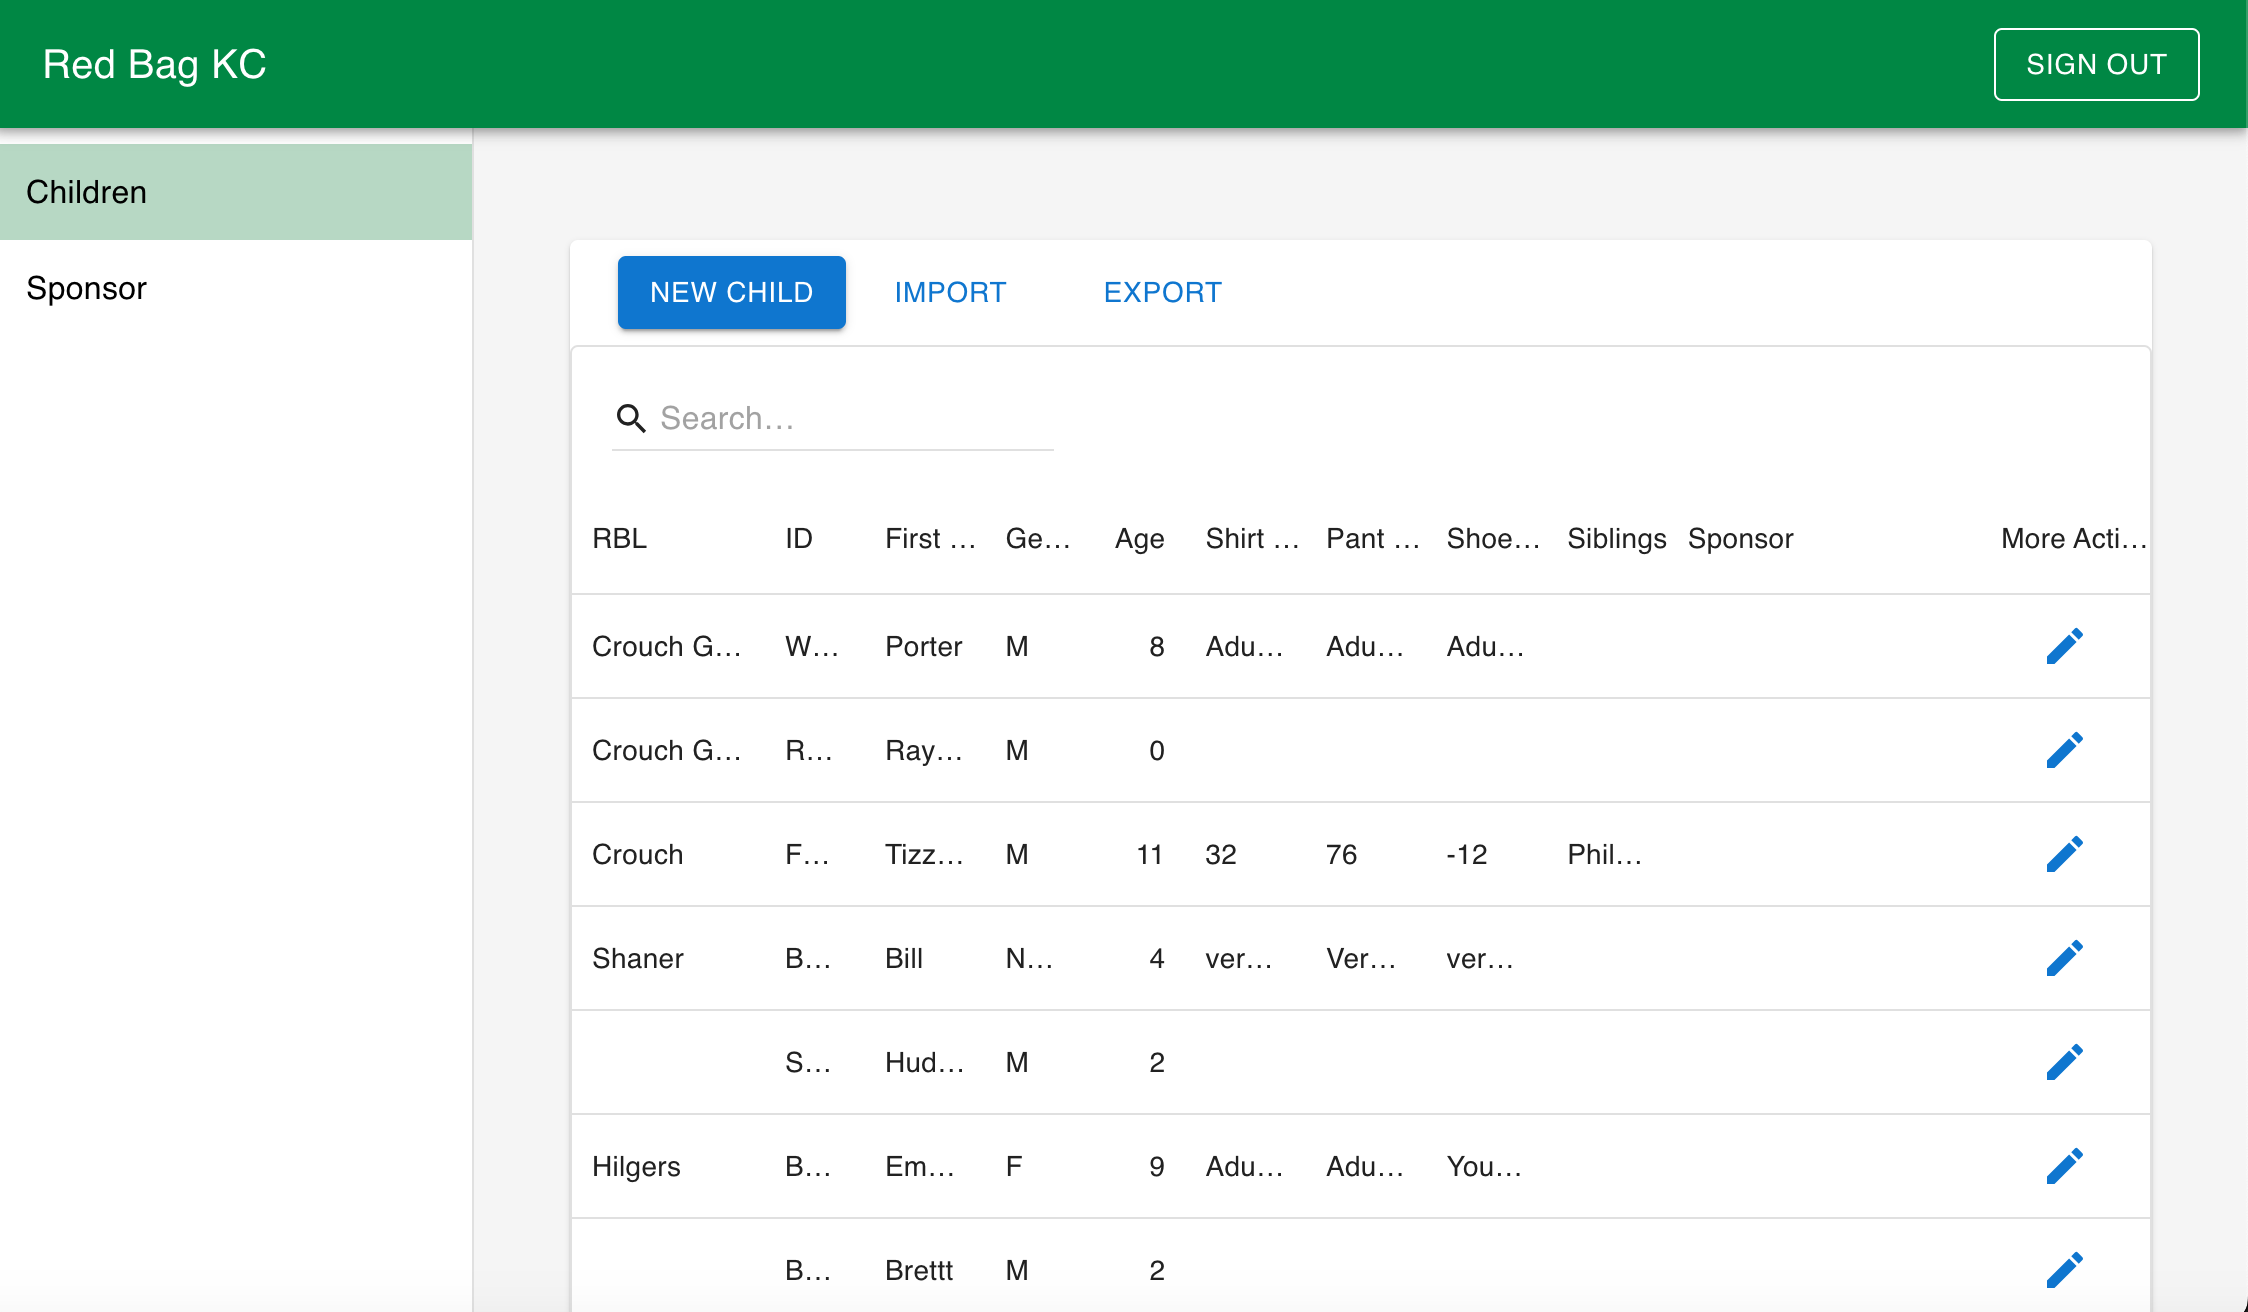 Red Bag KC SIGN OUT
Children
Sponsor
NEW CHILD IMPORT EXPORT
Search…
RBL ID First … Ge… Age Shirt … Pant … Shoe… Siblings Sponsor More Acti…
Crouch G… W… Porter M 8 Adu… Adu… Adu…
Crouch G… R… Ray… M 0
Crouch F… Tizz… M 11 32 76 -12 Phil…
Shaner B… Bill N… 4 ver… Ver… ver…
S… Hud… M 2
Hilgers B… Em… F 9 Adu… Adu… You…
B… Brettt M 2